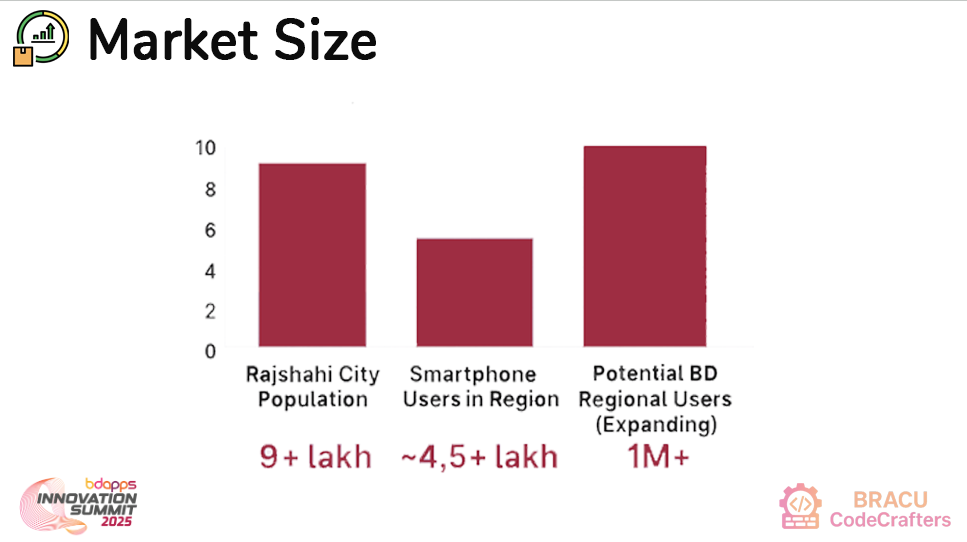 Market Size
10
8
6
4
2
0
Rajshahi City
Population
9+ lakh
Smartphone
Users in Region
~4,5+ lakh
Potential BD
Regional Users
(Expanding)
1M+
bdapps
INNOVATION
SUMMIT
2025
BRACU
CodeCrafters